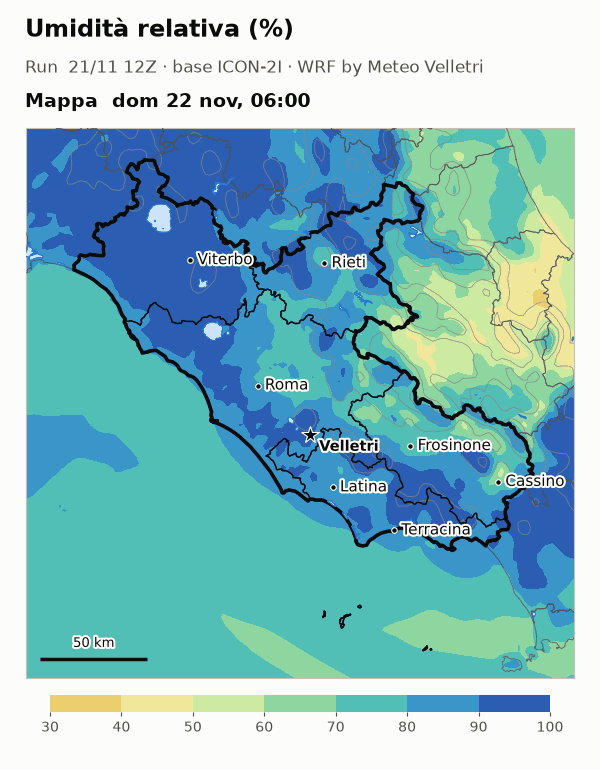 Umidità relativa (%)
Run  21/11 12Z · base ICON-2I · WRF by Meteo Velletri
Mappa  dom 22 nov, 06:00
Viterbo
Rieti
Roma
Velletri
Frosinone
Latina
Cassino
Terracina
50 km
30 40 50 60 70 80 90 100